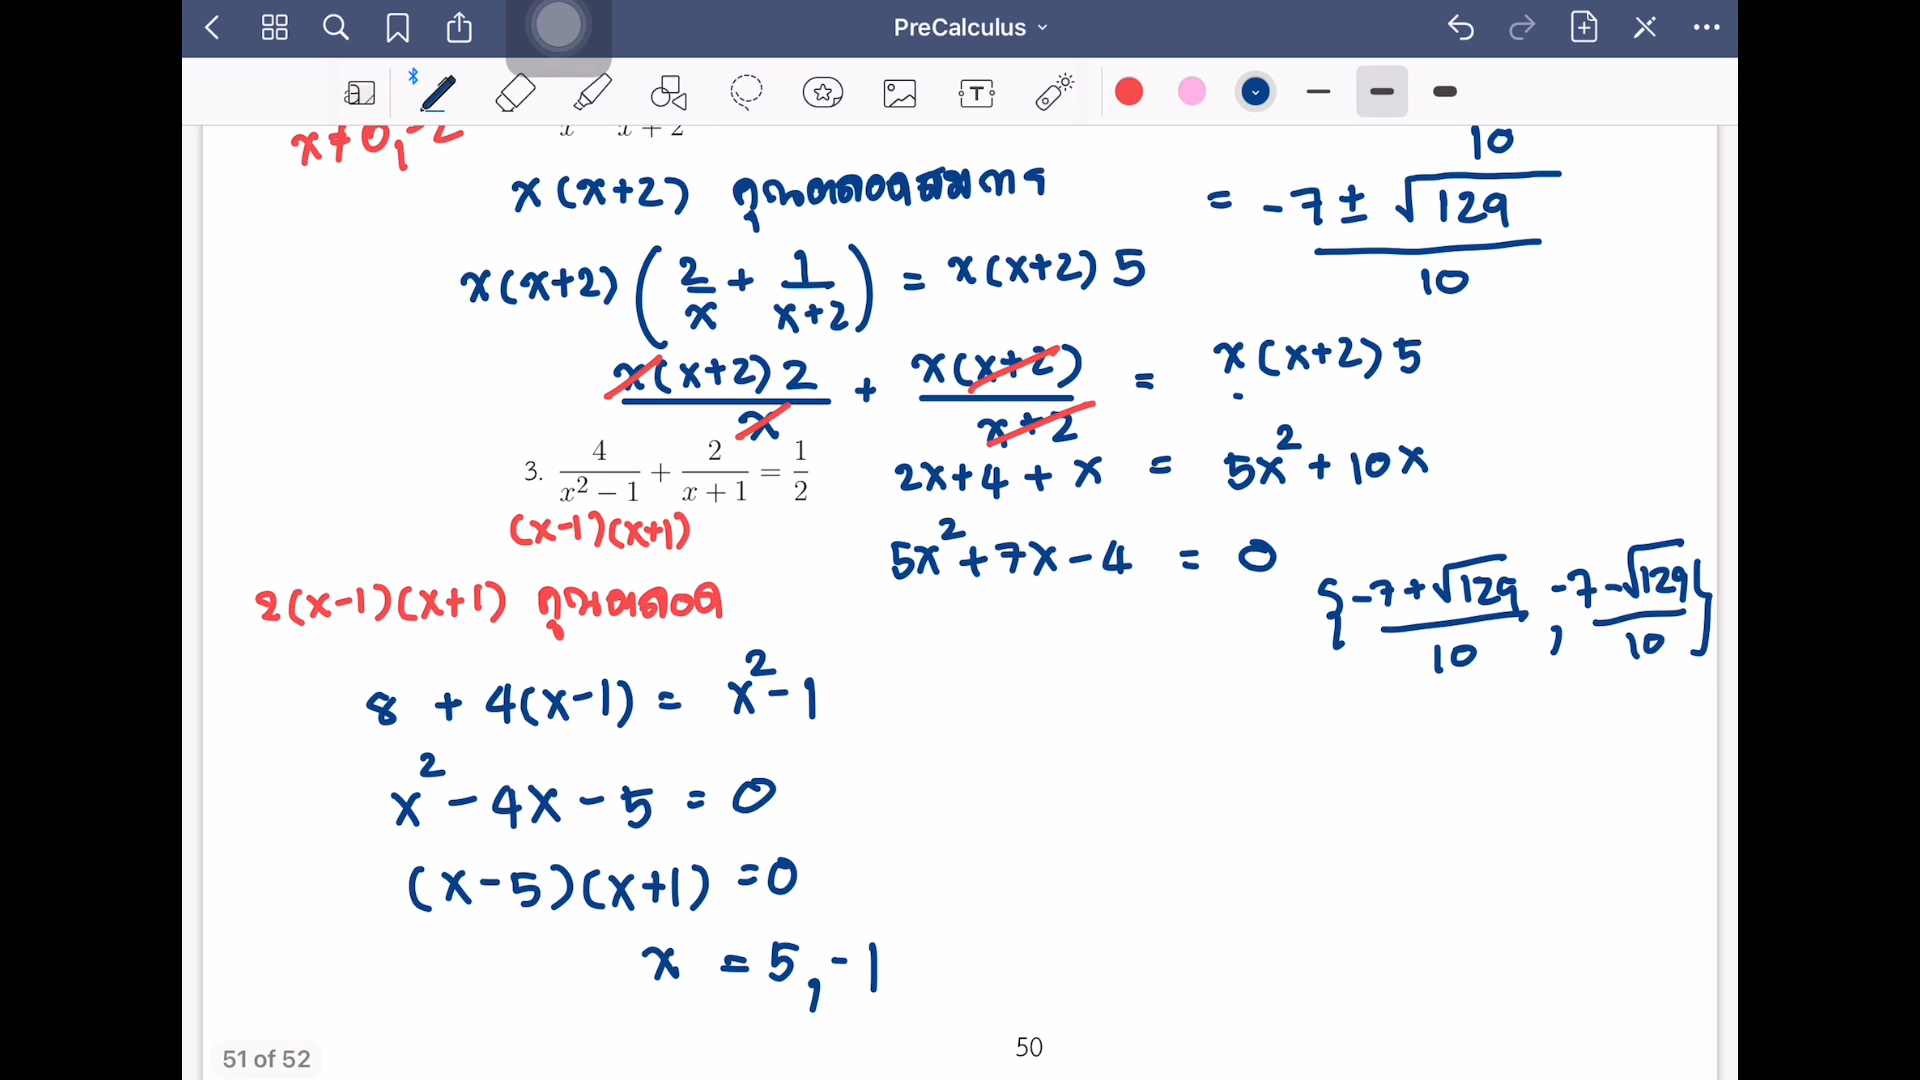 PreCalculus
x ≠ 0, -2
x x + 2
x(x+2) คูณตลอดสมการ
x(x+2) ( 2/x + 1/(x+2) ) = x(x+2) 5
x(x+2) 2 / x + x(x+2) / (x+2) = x(x+2) 5
2x+4 + x = 5x² + 10x
5x² + 7x - 4 = 0
10
= (-7 ± √129) / 10
{ (-7 + √129)/10 , (-7 - √129)/10 }
3. 4/(x² − 1) + 2/(x + 1) = 1/2
(x-1)(x+1)
2(x-1)(x+1) คูณตลอด
8 + 4(x-1) = x² - 1
x² - 4x - 5 = 0
(x-5)(x+1) = 0
x = 5, -1
51 of 52
50